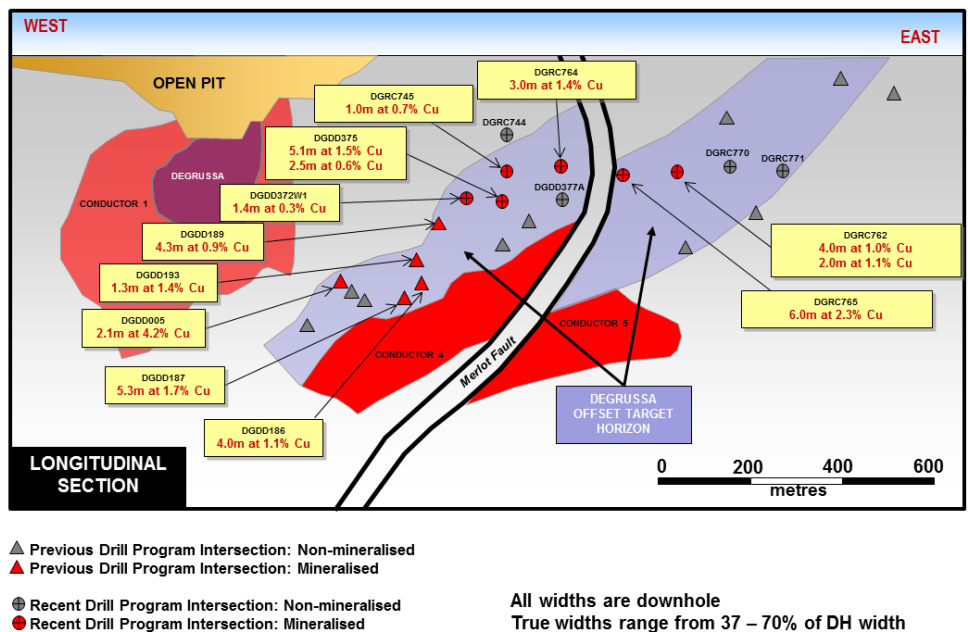 WEST
EAST
OPEN PIT
DGRC764
3.0m at 1.4% Cu
DGRC745
1.0m at 0.7% Cu
DGRC744
DGDD375
5.1m at 1.5% Cu
2.5m at 0.6% Cu
DGRC770
DGRC771
DEGRUSSA
DGDD377A
CONDUCTOR 1
DGDD372W1
1.4m at 0.3% Cu
DGDD189
4.3m at 0.9% Cu
DGRC762
4.0m at 1.0% Cu
2.0m at 1.1% Cu
DGDD193
1.3m at 1.4% Cu
DGRC765
6.0m at 2.3% Cu
DGDD005
2.1m at 4.2% Cu
CONDUCTOR 5
CONDUCTOR 4
Merlot Fault
DGDD187
5.3m at 1.7% Cu
DEGRUSSA
OFFSET TARGET
HORIZON
DGDD186
4.0m at 1.1% Cu
LONGITUDINAL
SECTION
0 200 400 600
metres
Previous Drill Program Intersection: Non-mineralised
Previous Drill Program Intersection: Mineralised
Recent Drill Program Intersection: Non-mineralised
Recent Drill Program Intersection: Mineralised
All widths are downhole
True widths range from 37 – 70% of DH width